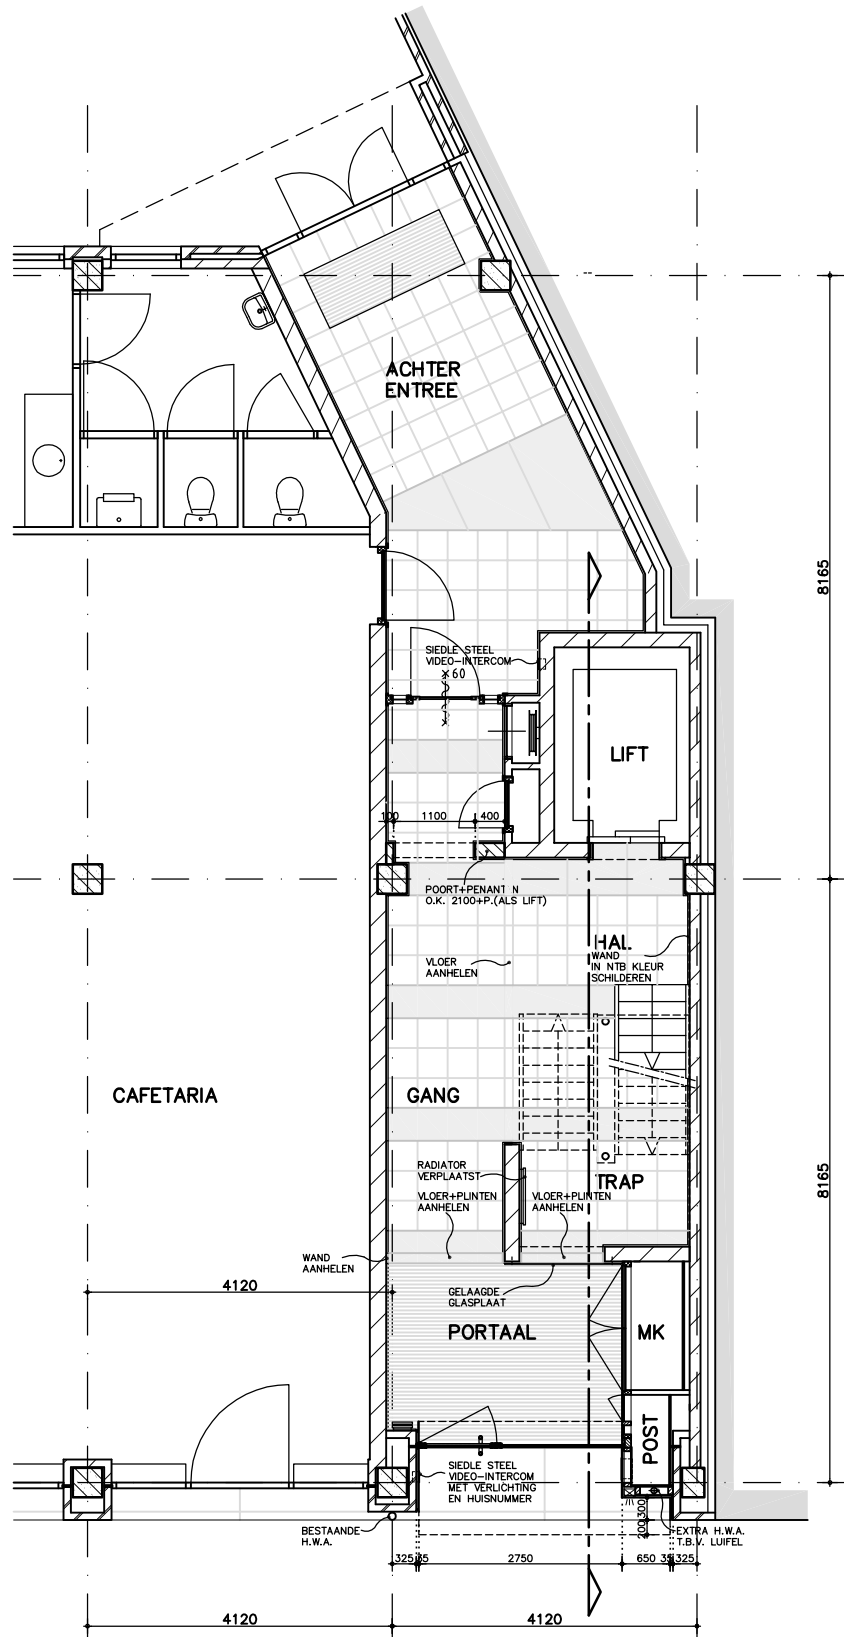 ACHTER
ENTREE
8165
SIEDLE STEEL
VIDEO-INTERCOM
60
LIFT
100
1100
400
POORT+PENANT N
O.K. 2100+P.(ALS LIFT)
VLOER
AANHELEN
HAL
WAND
IN NTB KLEUR
SCHILDEREN
CAFETARIA
GANG
RADIATOR
VERPLAATST
TRAP
8165
VLOER+PLINTEN
AANHELEN
VLOER+PLINTEN
AANHELEN
WAND
AANHELEN
4120
GELAAGDE
GLASPLAAT
PORTAAL
MK
POST
SIEDLE STEEL
VIDEO-INTERCOM
MET VERLICHTING
EN HUISNUMMER
BESTAANDE
H.W.A.
300
200
EXTRA H.W.A.
T.B.V. LUIFEL
325
35
2750
650
35
325
4120
4120